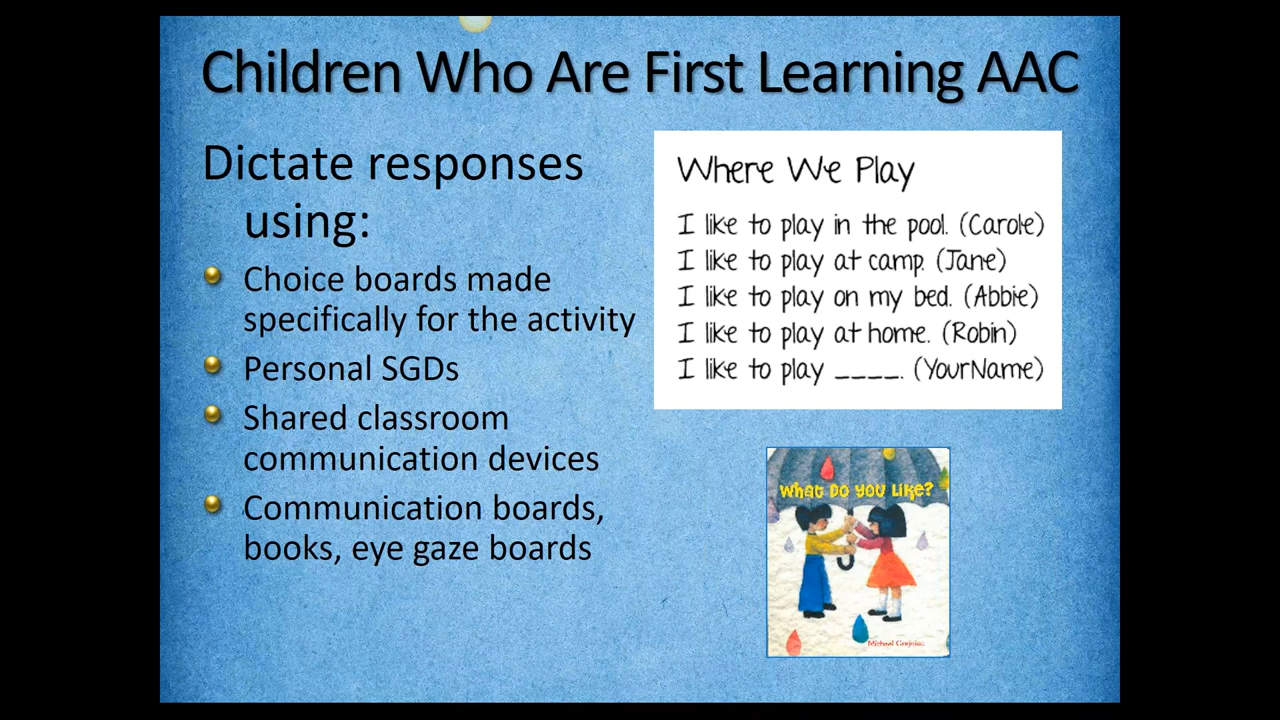 Children Who Are First Learning AAC
Dictate responses
using:
Choice boards made
specifically for the activity
Personal SGDs
Shared classroom
communication devices
Communication boards,
books, eye gaze boards
Where We Play
I like to play in the pool. (Carole)
I like to play at camp. (Jane)
I like to play on my bed. (Abbie)
I like to play at home. (Robin)
I like to play ____. (YourName)
What Do you Like?
Michael Grejniec